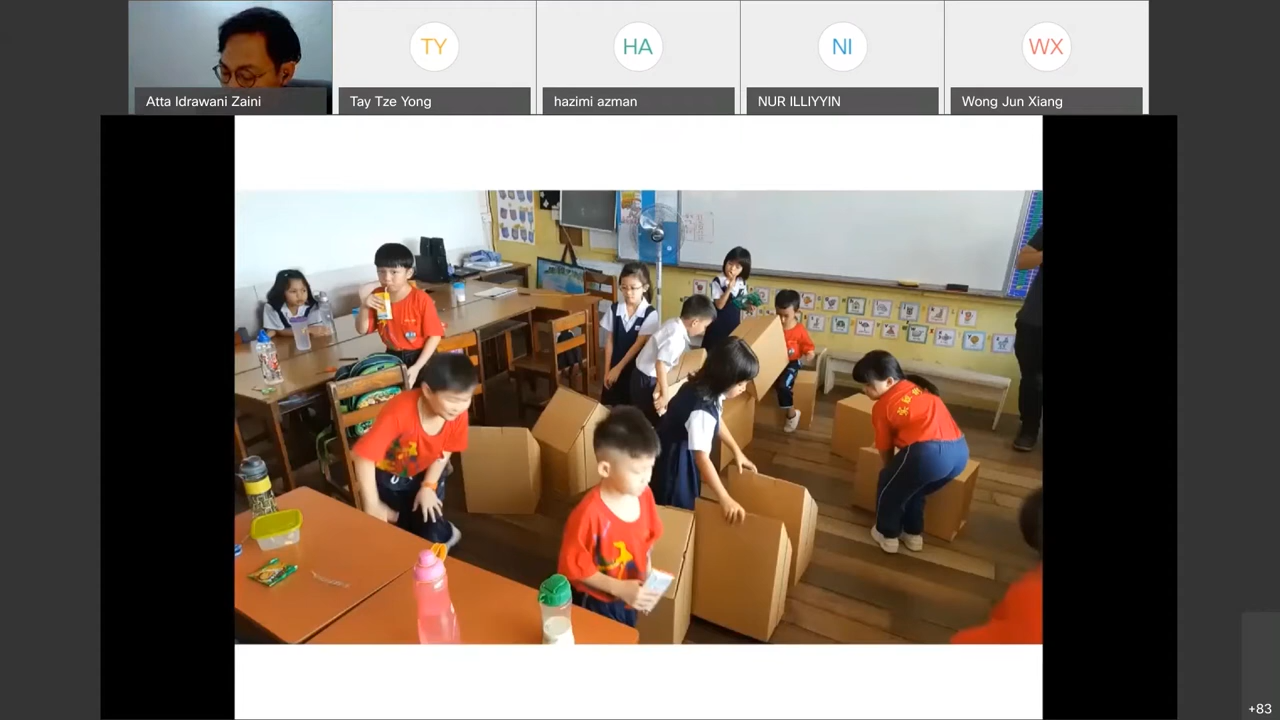 TY
HA
NI
WX
Atta Idrawani Zaini
Tay Tze Yong
hazimi azman
NUR ILLIYYIN
Wong Jun Xiang
+83